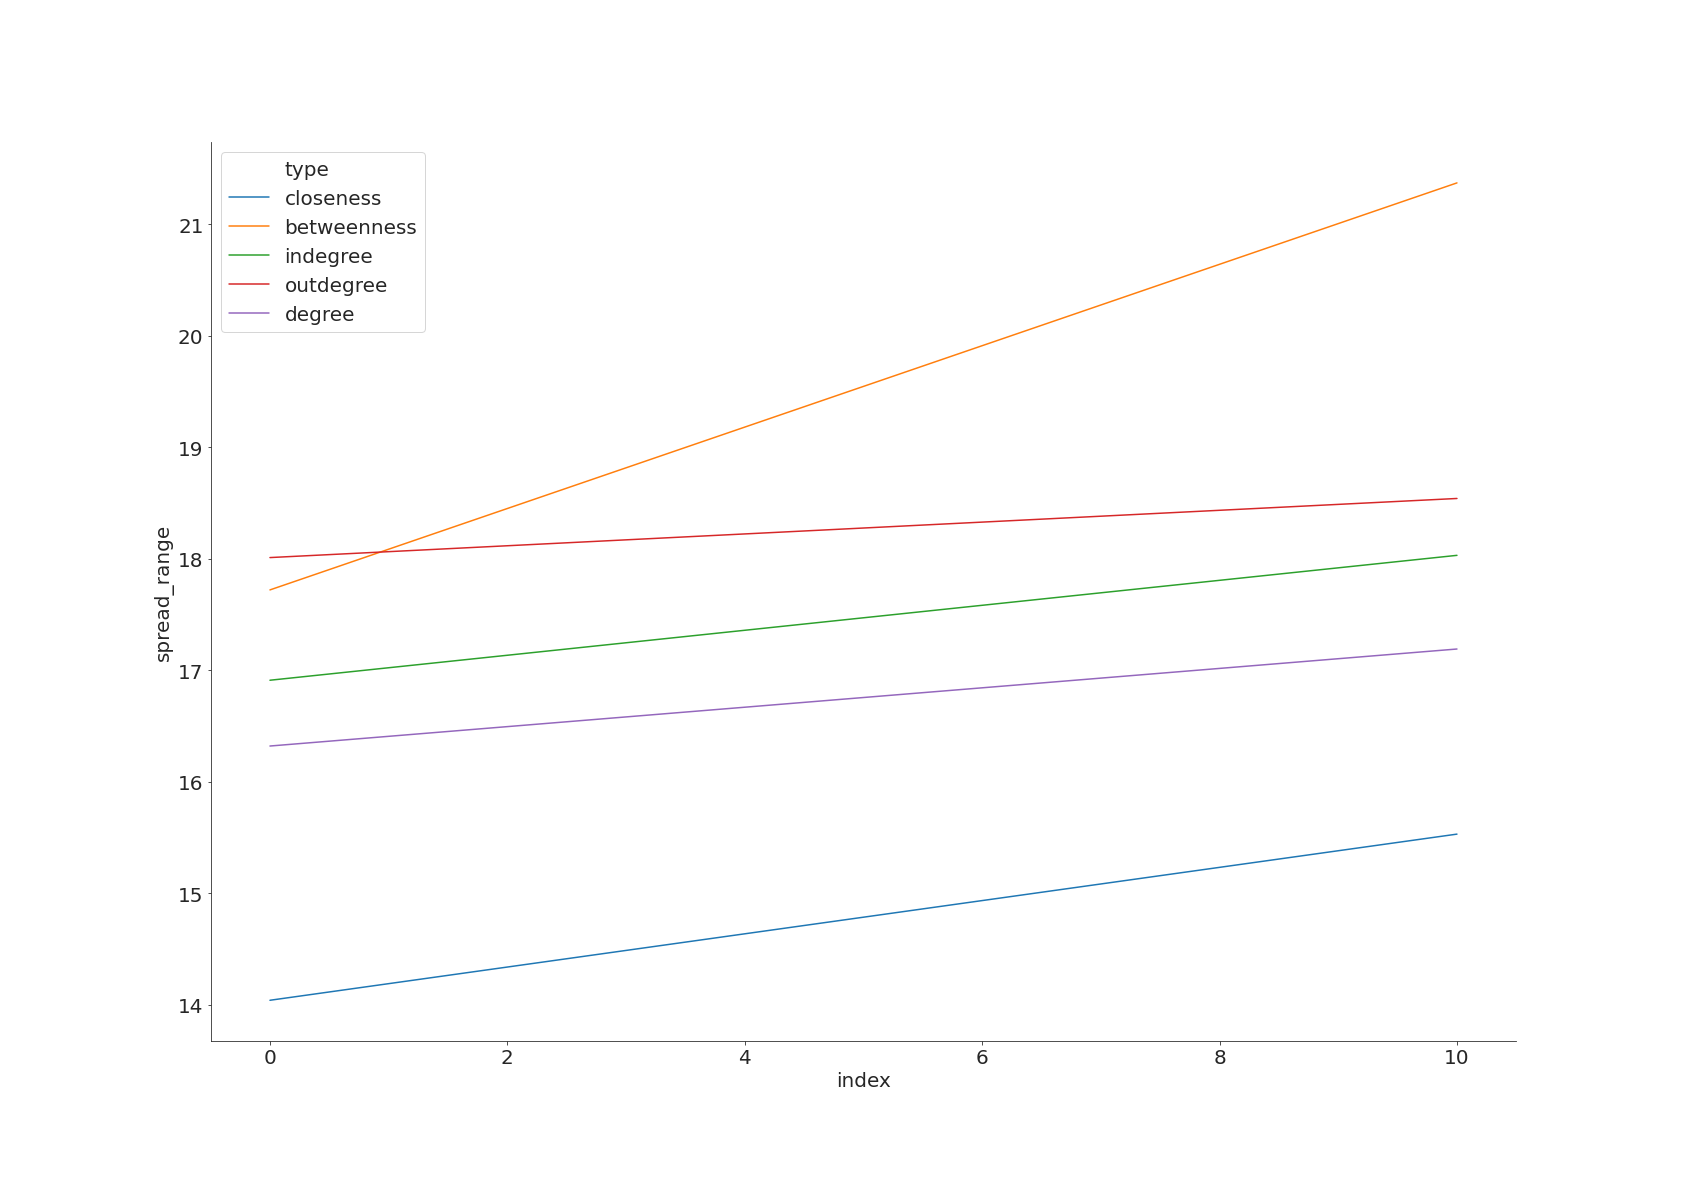 type
closeness
betweenness
indegree
outdegree
degree
21
20
19
18
17
16
15
14
spread_range
0 2 4 6 8 10
index